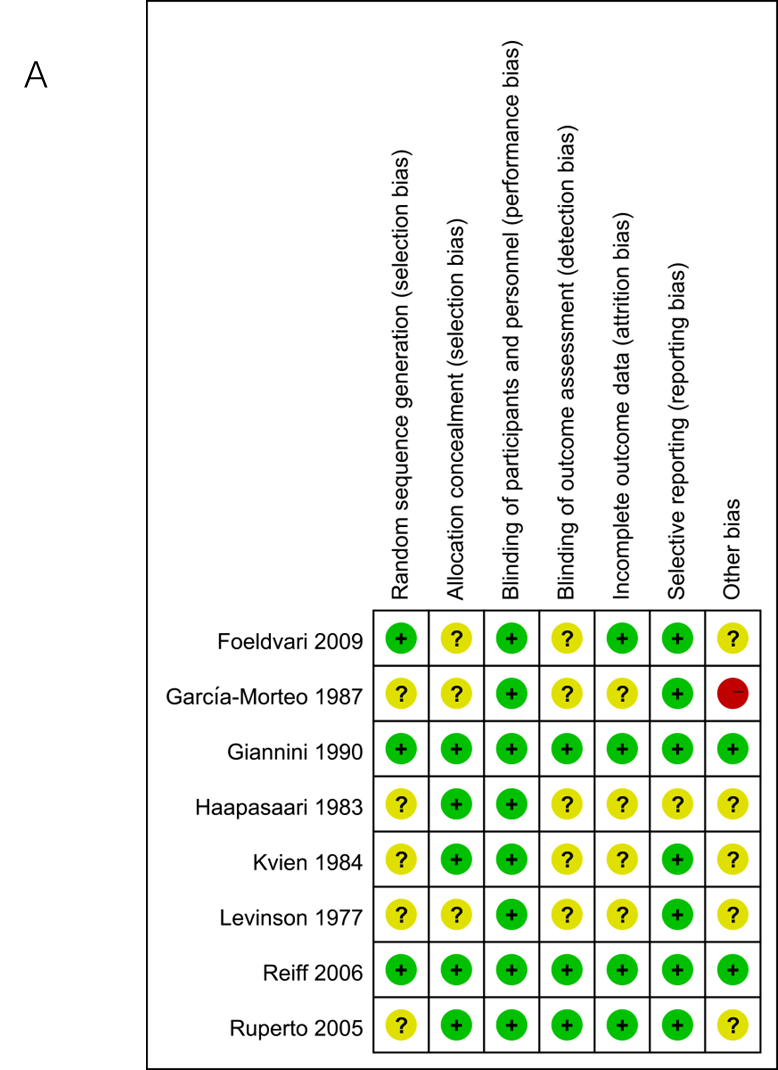 A
Random sequence generation (selection bias)
Allocation concealment (selection bias)
Blinding of participants and personnel (performance bias)
Blinding of outcome assessment (detection bias)
Incomplete outcome data (attrition bias)
Selective reporting (reporting bias)
Other bias
Foeldvari 2009 + ? + ? + + ?
García-Morteo 1987 ? ? + ? ? + −
Giannini 1990 + + + + + + +
Haapasaari 1983 ? + + ? ? ? ?
Kvien 1984 ? + + ? ? + ?
Levinson 1977 ? ? + ? ? + ?
Reiff 2006 + + + + + + +
Ruperto 2005 ? + + + + + ?